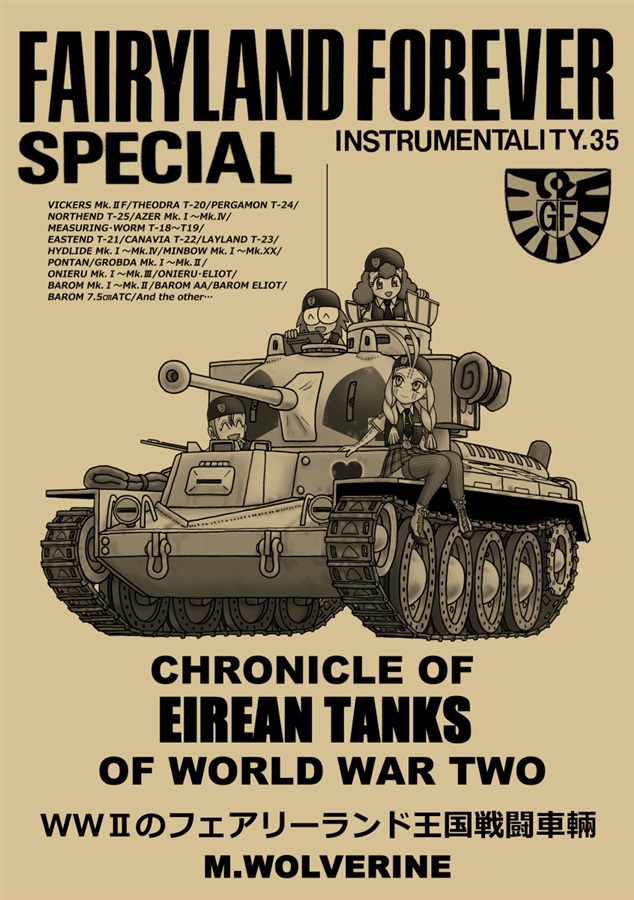 FAIRYLAND FOREVER
SPECIAL
INSTRUMENTALITY.35
GF
VICKERS Mk.ⅡF/THEODRA T-20/PERGAMON T-24/
NORTHEND T-25/AZER Mk.Ⅰ～Mk.Ⅳ/
MEASURING・WORM T-18～T19/
EASTEND T-21/CANAVIA T-22/LAYLAND T-23/
HYDLIDE Mk.Ⅰ～Mk.Ⅳ/MINBOW Mk.Ⅰ～Mk.XX/
PONTAN/GROBDA Mk.Ⅰ～Mk.Ⅱ/
ONIERU Mk.Ⅰ～Mk.Ⅲ/ONIERU・ELIOT/
BAROM Mk.Ⅰ～Mk.Ⅱ/BAROM AA/BAROM ELIOT/
BAROM 7.5㎝ATC/And the other…
CHRONICLE OF
EIREAN TANKS
OF WORLD WAR TWO
WWⅡのフェアリーランド王国戦闘車輛
M.WOLVERINE